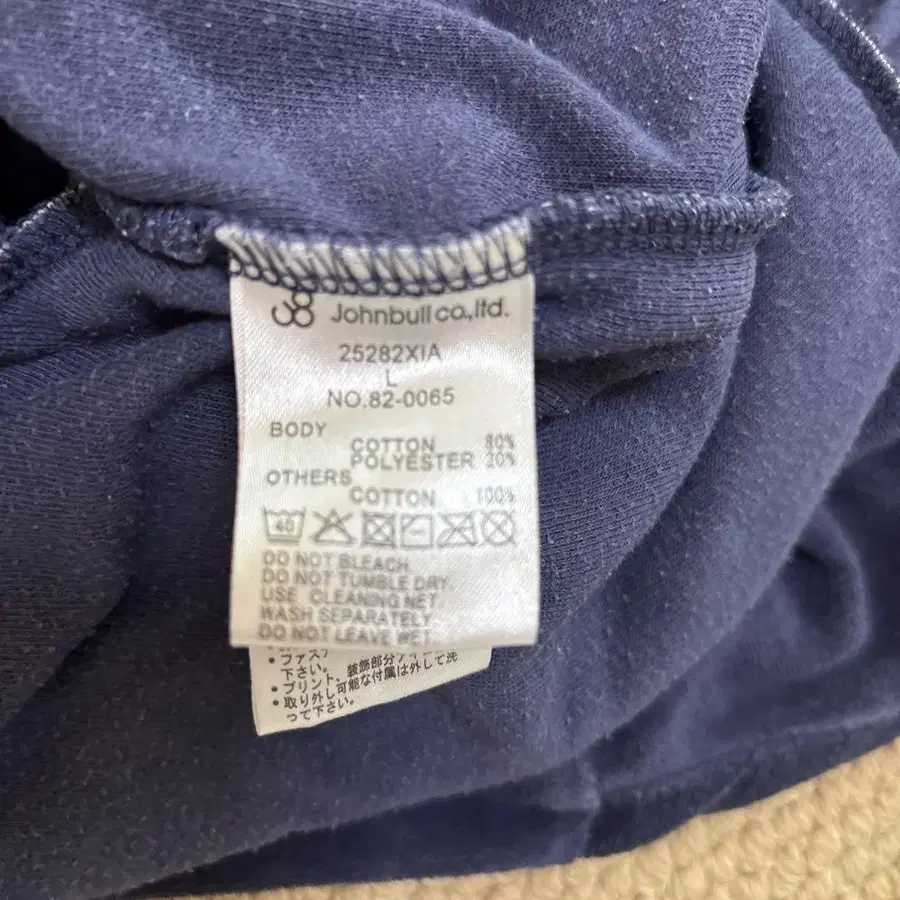 Johnbull co.,ltd.
25282XIA
L
NO.82-0065
BODY
COTTON 80%
POLYESTER 20%
OTHERS
COTTON 100%
40
DO NOT BLEACH.
DO NOT TUMBLE DRY.
USE CLEANING NET.
WASH SEPARATELY.
DO NOT LEAVE WET.
・ファス
下さい。
・プリント、装飾部分アイ
・取り外し可能な付属は外して洗
って下さい。